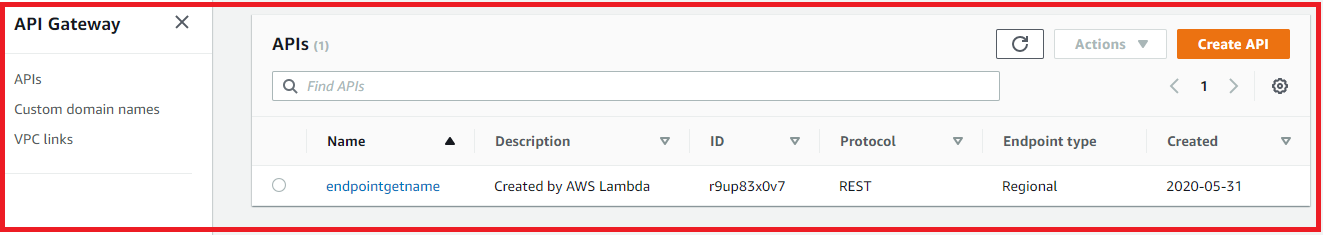 API Gateway
APIs
Custom domain names
VPC links
APIs (1)
Actions
Create API
Find APIs
1
Name Description ID Protocol Endpoint type Created
endpointgetname Created by AWS Lambda r9up83x0v7 REST Regional 2020-05-31